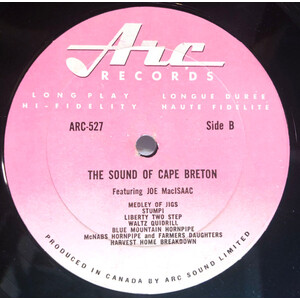 Arc
RECORDS
LONG PLAY LONGUE DURÉE
HI-FIDELITY HAUTE FIDELITE
ARC-527 Side B
THE SOUND OF CAPE BRETON
Featuring JOE MacISAAC
MEDLEY OF JIGS
STUMPI
LIBERTY TWO STEP
WALTZ QUIDRILL
BLUE MOUNTAIN HORNPIPE
McNABS HORNPIPE and FARMERS DAUGHTERS
HARVEST HOME BREAKDOWN
PRODUCED IN CANADA BY ARC SOUND LIMITED